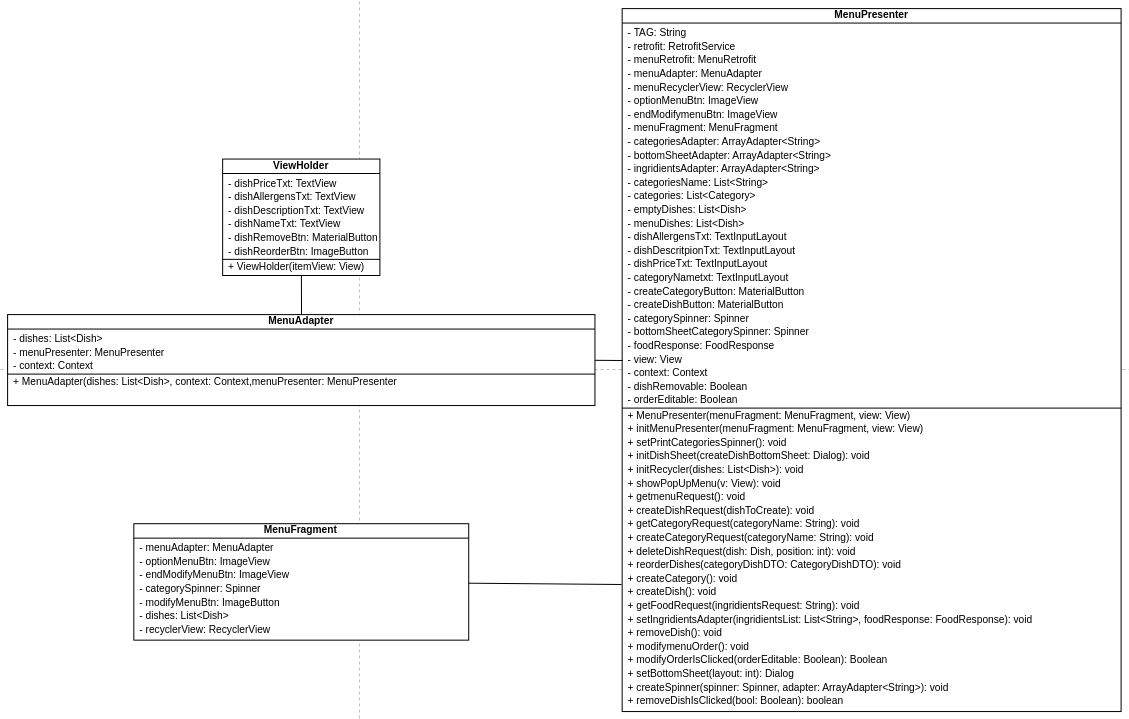 MenuPresenter
- TAG: String
- retrofit: RetrofitService
- menuRetrofit: MenuRetrofit
- menuAdapter: MenuAdapter
- menuRecyclerView: RecyclerView
- optionMenuBtn: ImageView
- endModifymenuBtn: ImageView
- menuFragment: MenuFragment
- categoriesAdapter: ArrayAdapter<String>
- bottomSheetAdapter: ArrayAdapter<String>
- ingridientsAdapter: ArrayAdapter<String>
- categoriesName: List<String>
- categories: List<Category>
- emptyDishes: List<Dish>
- menuDishes: List<Dish>
- dishAllergensTxt: TextInputLayout
- dishDescritpionTxt: TextInputLayout
- dishPriceTxt: TextInputLayout
- categoryNametxt: TextInputLayout
- createCategoryButton: MaterialButton
- createDishButton: MaterialButton
- categorySpinner: Spinner
- bottomSheetCategorySpinner: Spinner
- foodResponse: FoodResponse
- view: View
- context: Context
- dishRemovable: Boolean
- orderEditable: Boolean
+ MenuPresenter(menuFragment: MenuFragment, view: View)
+ initMenuPresenter(menuFragment: MenuFragment, view: View)
+ setPrintCategoriesSpinner(): void
+ initDishSheet(createDishBottomSheet: Dialog): void
+ initRecycler(dishes: List<Dish>): void
+ showPopUpMenu(v: View): void
+ getmenuRequest(): void
+ createDishRequest(dishToCreate): void
+ getCategoryRequest(categoryName: String): void
+ createCategoryRequest(categoryName: String): void
+ deleteDishRequest(dish: Dish, position: int): void
+ reorderDishes(categoryDishDTO: CategoryDishDTO): void
+ createCategory(): void
+ createDish(): void
+ getFoodRequest(ingridientsRequest: String): void
+ setIngridientsAdapter(ingridientsList: List<String>, foodResponse: FoodResponse): void
+ removeDish(): void
+ modifymenuOrder(): void
+ modifyOrderIsClicked(orderEditable: Boolean): Boolean
+ setBottomSheet(layout: int): Dialog
+ createSpinner(spinner: Spinner, adapter: ArrayAdapter<String>): void
+ removeDishIsClicked(bool: Boolean): boolean
ViewHolder
- dishPriceTxt: TextView
- dishAllergensTxt: TextView
- dishDescriptionTxt: TextView
- dishNameTxt: TextView
- dishRemoveBtn: MaterialButton
- dishReorderBtn: ImageButton
+ ViewHolder(itemView: View)
MenuAdapter
- dishes: List<Dish>
- menuPresenter: MenuPresenter
- context: Context
+ MenuAdapter(dishes: List<Dish>, context: Context,menuPresenter: MenuPresenter
MenuFragment
- menuAdapter: MenuAdapter
- optionMenuBtn: ImageView
- endModifyMenuBtn: ImageView
- categorySpinner: Spinner
- modifyMenuBtn: ImageButton
- dishes: List<Dish>
- recyclerView: RecyclerView